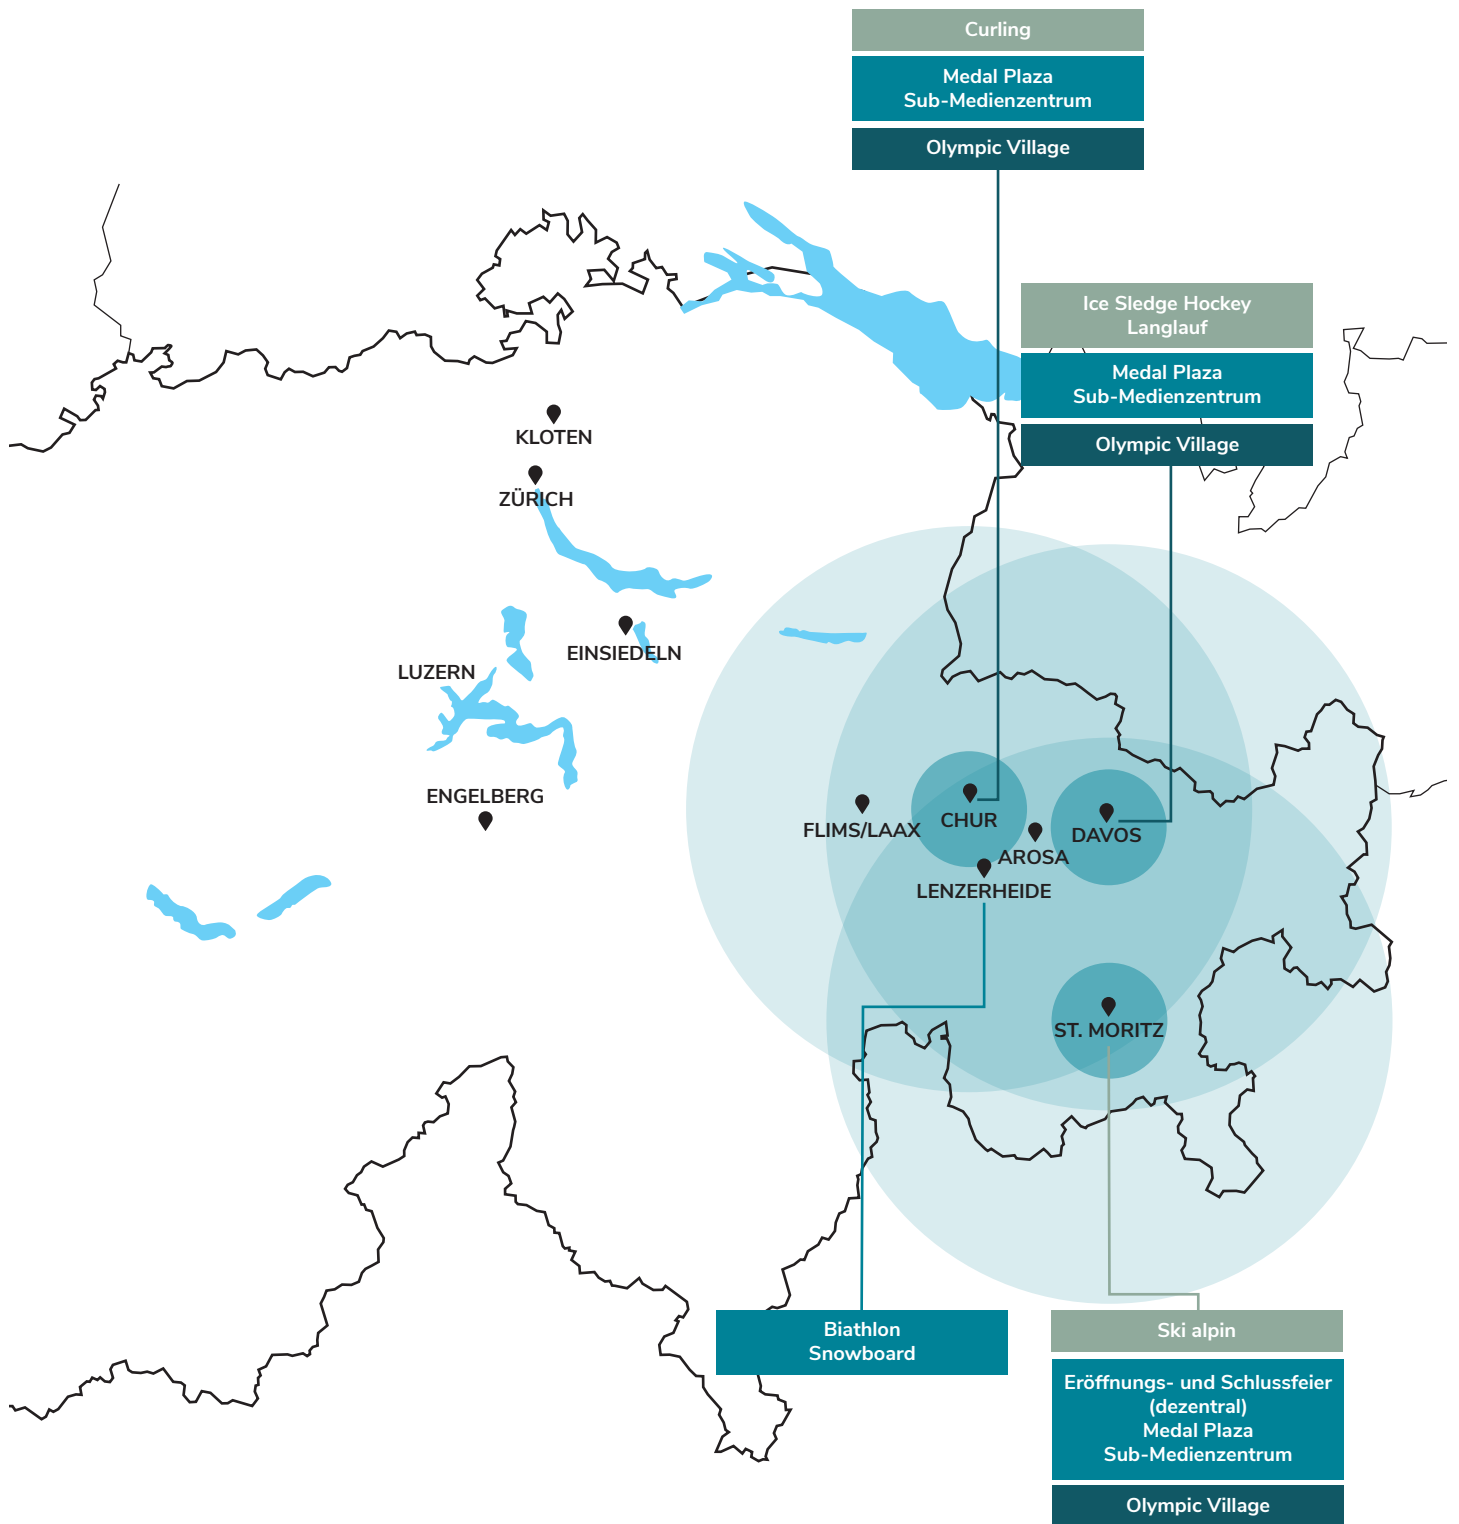 Curling
Medal Plaza
Sub-Medienzentrum
Olympic Village
Ice Sledge Hockey
Langlauf
Medal Plaza
Sub-Medienzentrum
Olympic Village
KLOTEN
ZÜRICH
EINSIEDELN
LUZERN
ENGELBERG
FLIMS/LAAX
CHUR
DAVOS
AROSA
LENZERHEIDE
ST. MORITZ
Biathlon
Snowboard
Ski alpin
Eröffnungs- und Schlussfeier
(dezentral)
Medal Plaza
Sub-Medienzentrum
Olympic Village